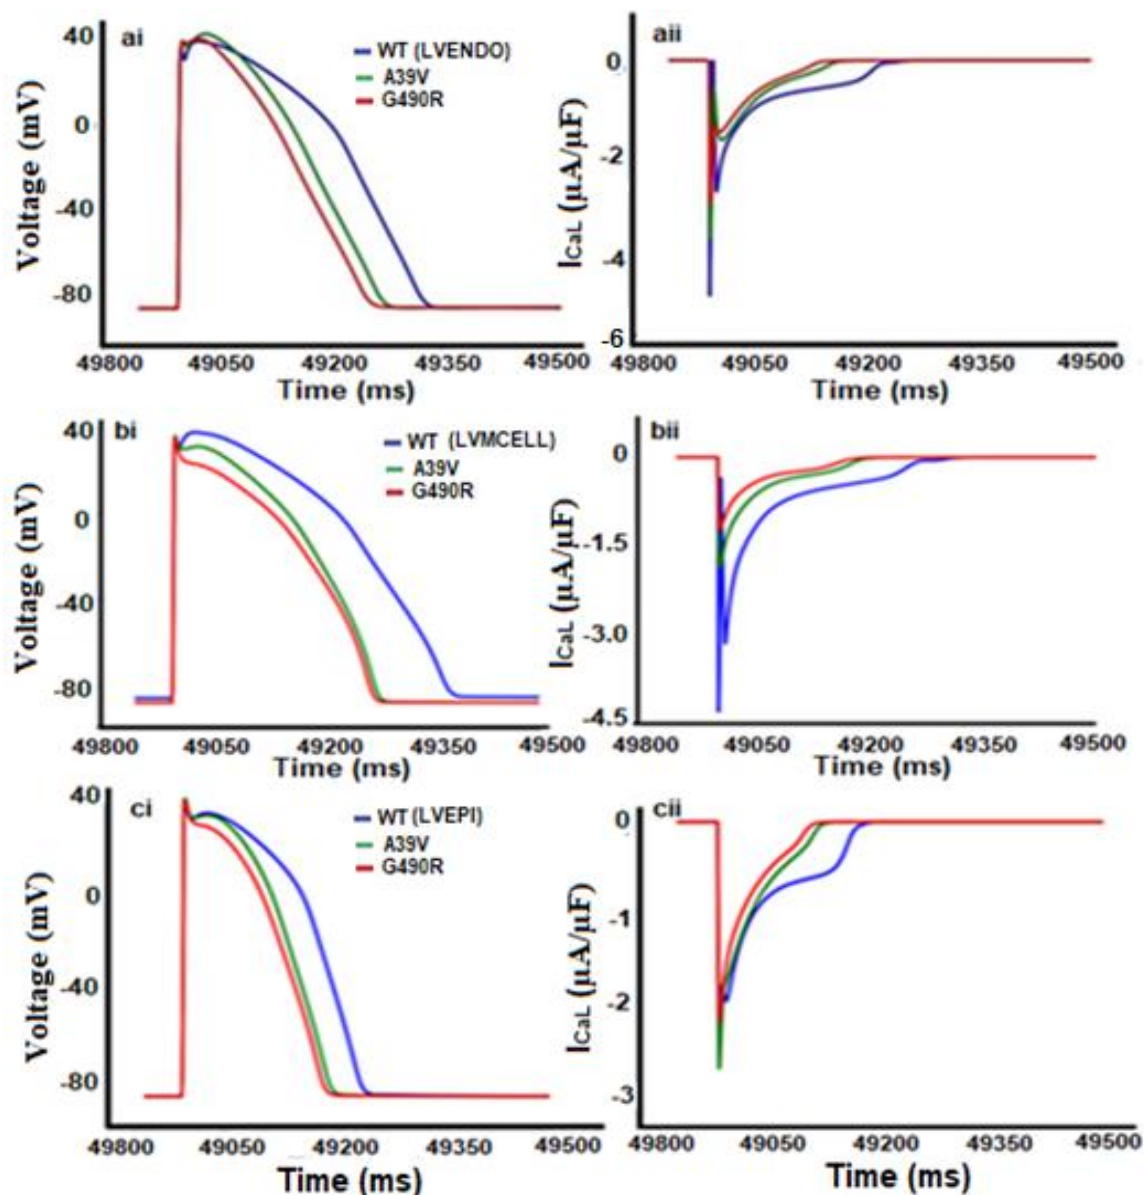 ai
40
0
-40
-80
Voltage (mV)
WT (LVENDO)
A39V
G490R
49800 49050 49200 49350 49500
Time (ms)
aii
0
-2
-4
-6
ICaL (µA/µF)
49800 49050 49200 49350 49500
Time (ms)
bi
40
0
-40
-80
Voltage (mV)
WT (LVMCELL)
A39V
G490R
49800 49050 49200 49350 49500
Time (ms)
bii
0
-1.5
-3.0
-4.5
ICaL (µA/µF)
49800 49050 49200 49350 49500
Time (ms)
ci
40
0
-40
-80
Voltage (mV)
WT (LVEPI)
A39V
G490R
49800 49050 49200 49350 49500
Time (ms)
cii
0
-1
-2
-3
ICaL (µA/µF)
49800 49050 49200 49350 49500
Time (ms)